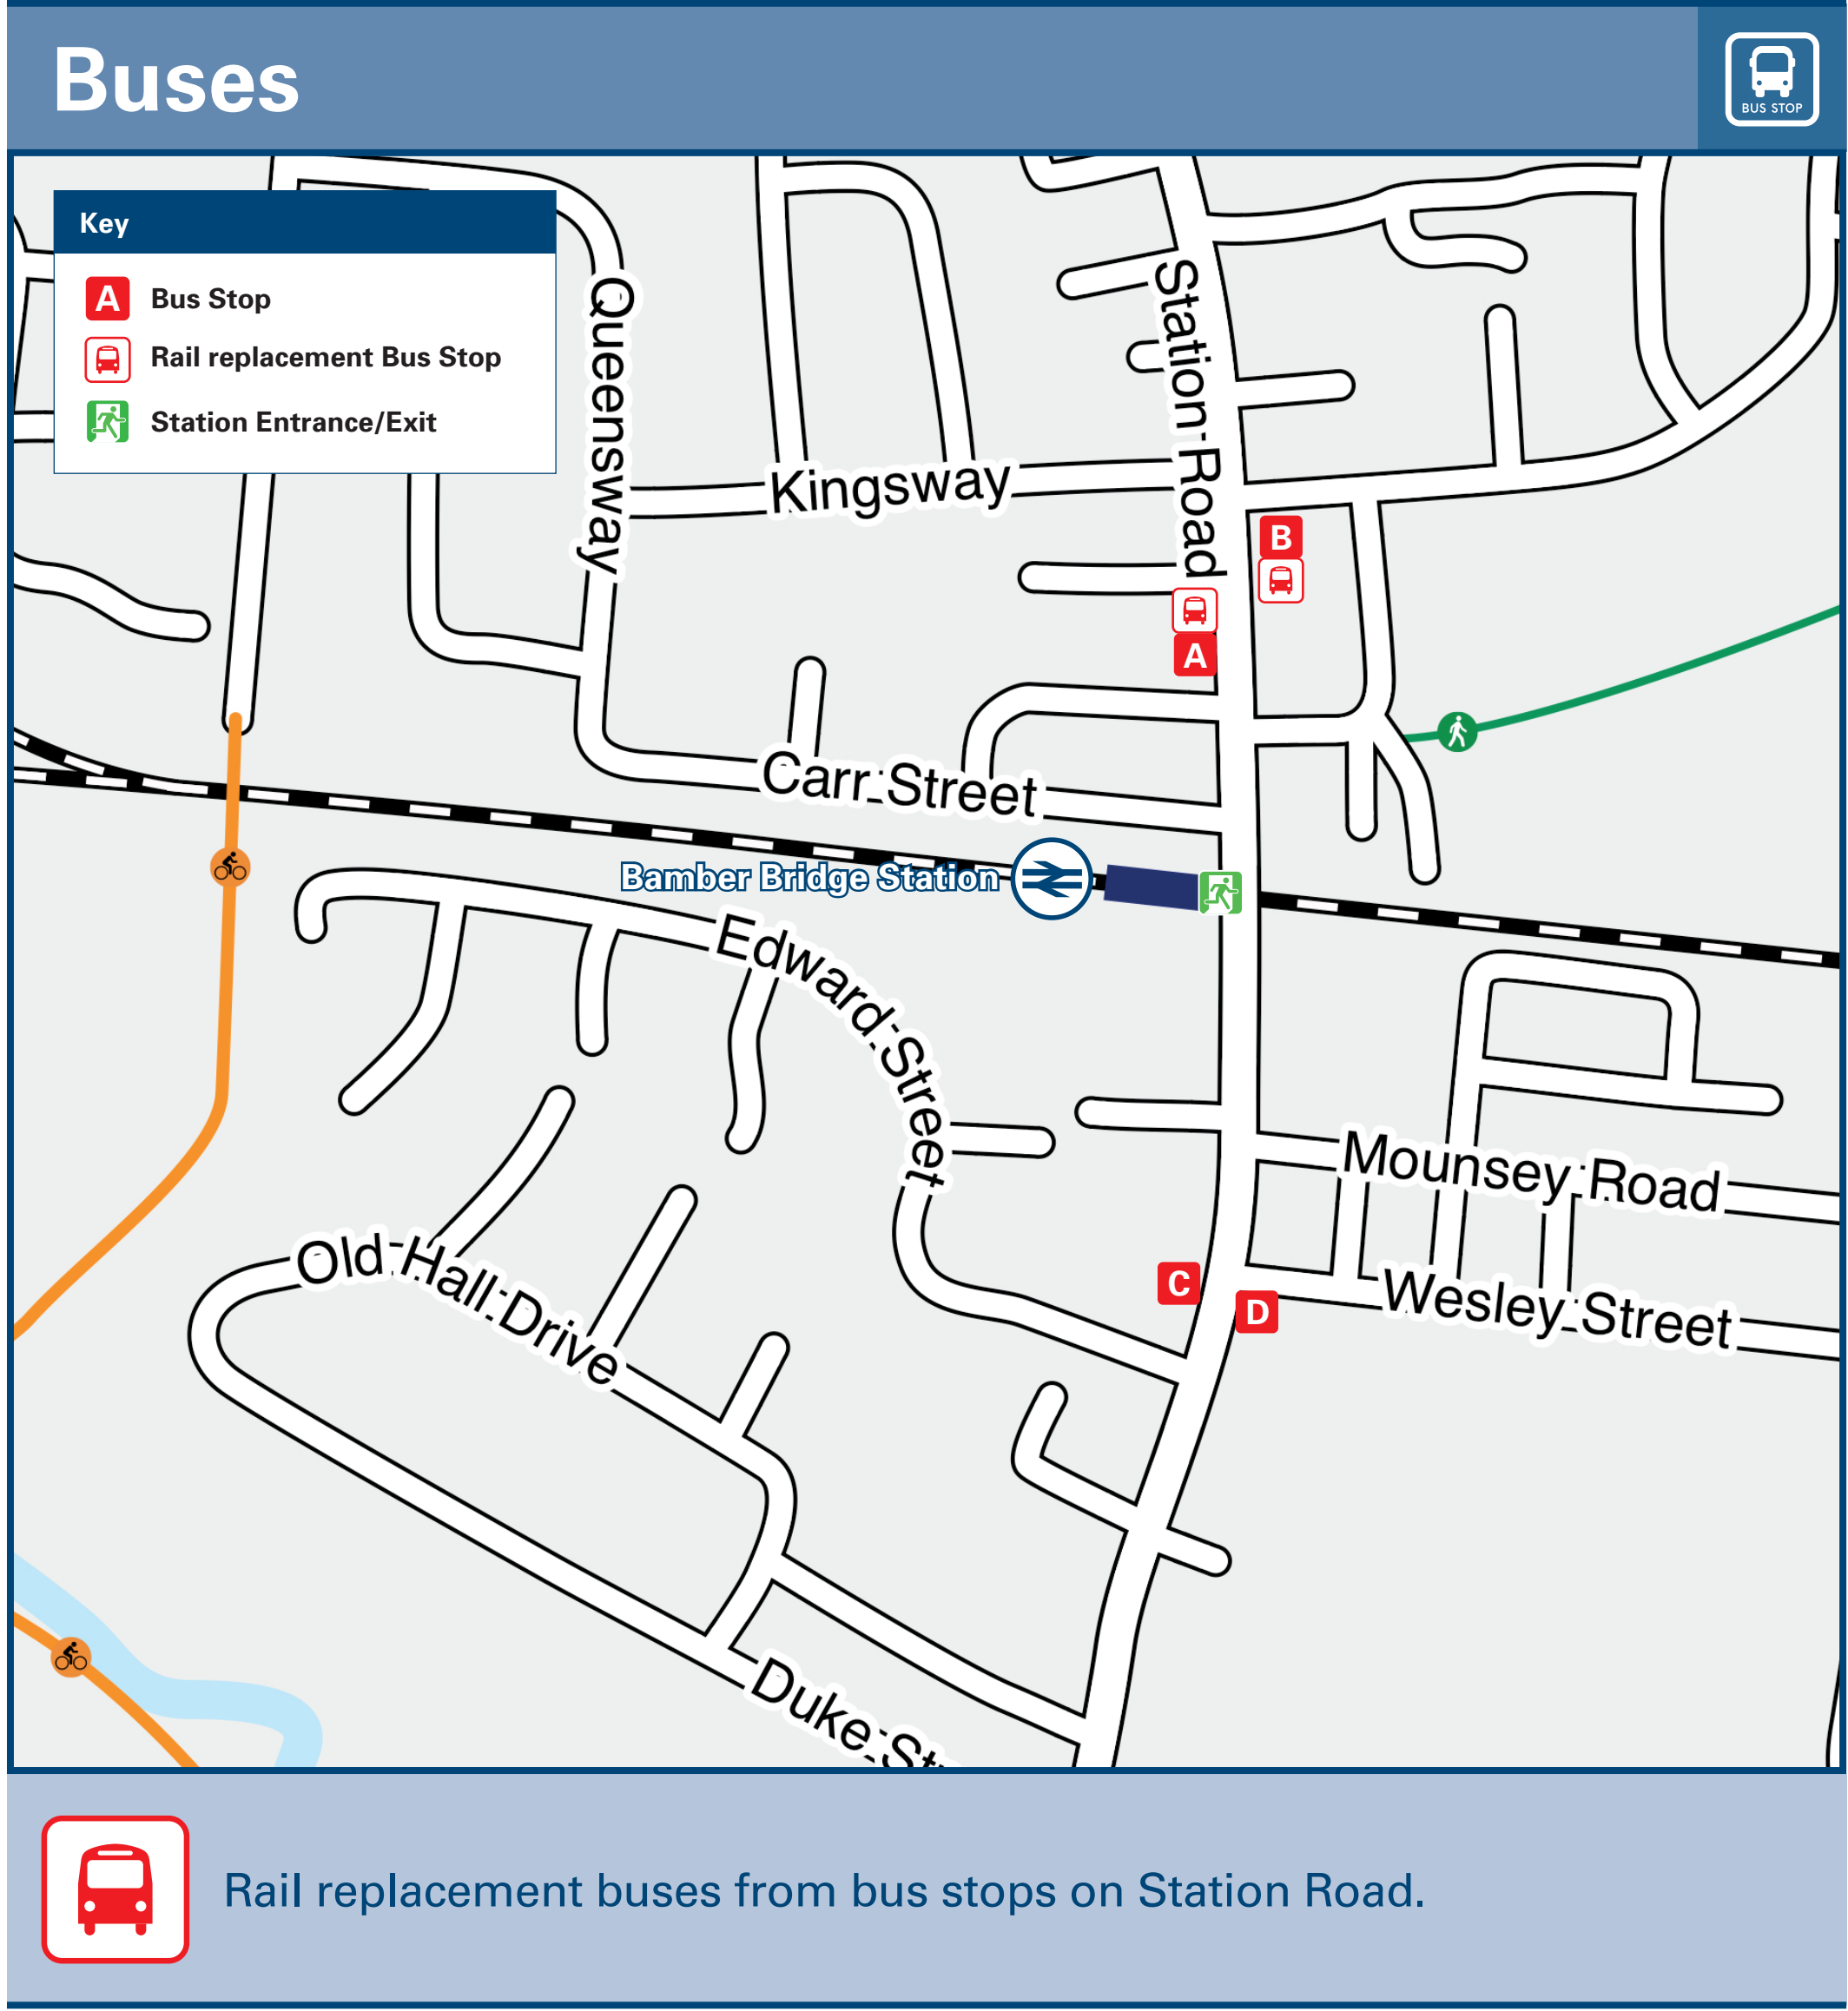 Buses
BUS STOP
Key
A Bus Stop
Rail replacement Bus Stop
Station Entrance/Exit
Queensway
Kingsway
Station Road
B
A
Carr Street
Bamber Bridge Station
Edward Street
Mounsey Road
Old Hall Drive
C
D
Wesley Street
Duke St
Rail replacement buses from bus stops on Station Road.